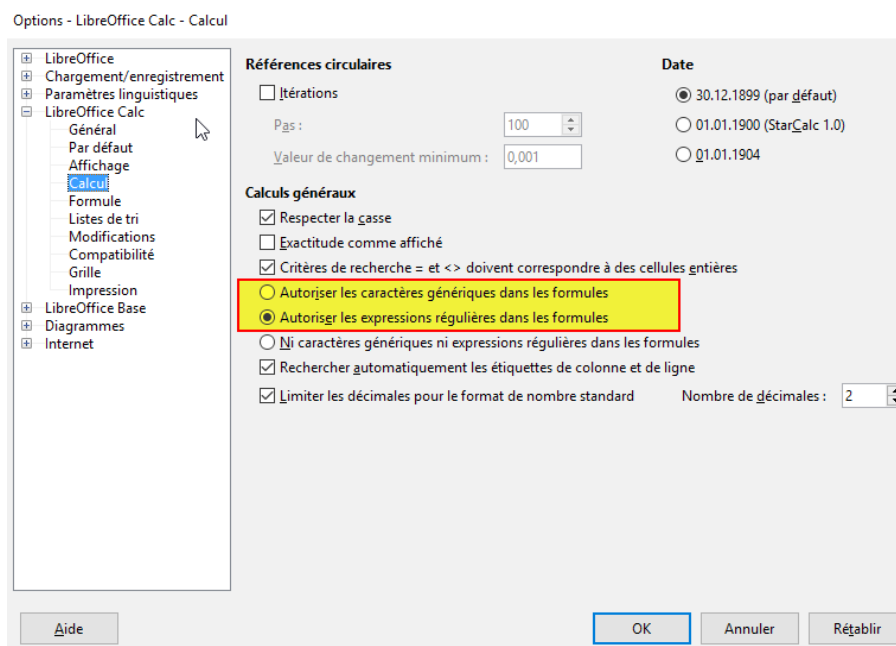 Options - LibreOffice Calc - Calcul
LibreOffice
Chargement/enregistrement
Paramètres linguistiques
LibreOffice Calc
Général
Par défaut
Affichage
Calcul
Formule
Listes de tri
Modifications
Compatibilité
Grille
Impression
LibreOffice Base
Diagrammes
Internet
Références circulaires
Itérations
Pas : 100
Valeur de changement minimum : 0,001
Date
30.12.1899 (par défaut)
01.01.1900 (StarCalc 1.0)
01.01.1904
Calculs généraux
Respecter la casse
Exactitude comme affiché
Critères de recherche = et <> doivent correspondre à des cellules entières
Autoriser les caractères génériques dans les formules
Autoriser les expressions régulières dans les formules
Ni caractères génériques ni expressions régulières dans les formules
Rechercher automatiquement les étiquettes de colonne et de ligne
Limiter les décimales pour le format de nombre standard Nombre de décimales : 2
Aide OK Annuler Rétablir